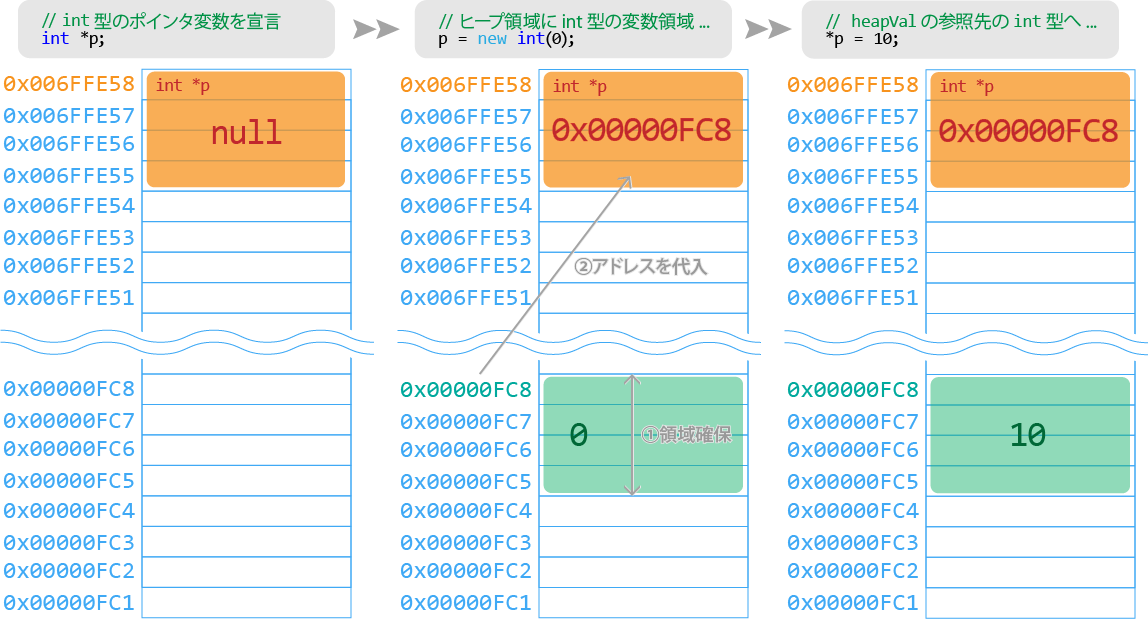 // int 型のポインタ変数を宣言
int *p;
// ヒープ領域に int 型の変数領域 ...
p = new int(0);
// heapVal の参照先の int 型へ ...
*p = 10;
0x006FFE58
0x006FFE57
0x006FFE56
0x006FFE55
0x006FFE54
0x006FFE53
0x006FFE52
0x006FFE51
int *p
null
0x00000FC8
0x00000FC7
0x00000FC6
0x00000FC5
0x00000FC4
0x00000FC3
0x00000FC2
0x00000FC1
0x006FFE58
0x006FFE57
0x006FFE56
0x006FFE55
0x006FFE54
0x006FFE53
0x006FFE52
0x006FFE51
int *p
0x00000FC8
②アドレスを代入
0x00000FC8
0x00000FC7
0x00000FC6
0x00000FC5
0x00000FC4
0x00000FC3
0x00000FC2
0x00000FC1
0
①領域確保
0x006FFE58
0x006FFE57
0x006FFE56
0x006FFE55
0x006FFE54
0x006FFE53
0x006FFE52
0x006FFE51
int *p
0x00000FC8
0x00000FC8
0x00000FC7
0x00000FC6
0x00000FC5
0x00000FC4
0x00000FC3
0x00000FC2
0x00000FC1
10